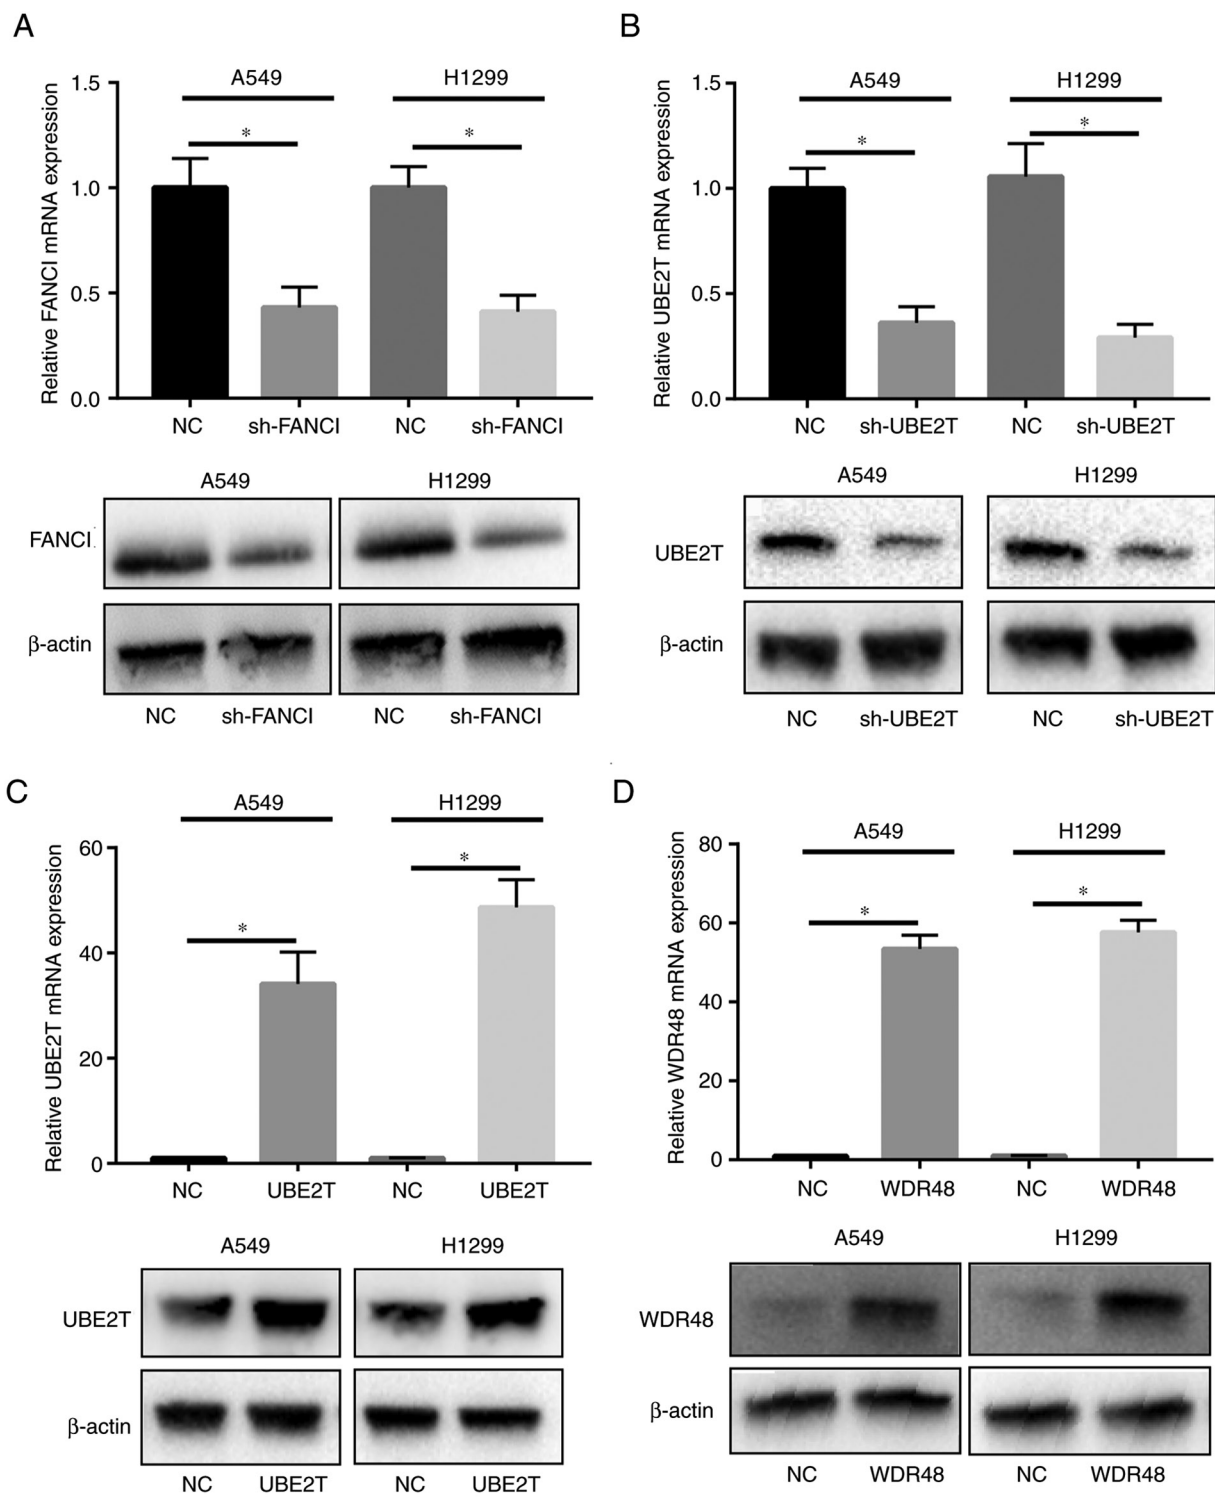 A
B
A549 H1299
* *
Relative FANCI mRNA expression
1.5
1.0
0.5
0.0
NC sh-FANCI NC sh-FANCI
A549 H1299
FANCI
β-actin
NC sh-FANCI NC sh-FANCI
A549 H1299
* *
Relative UBE2T mRNA expression
1.5
1.0
0.5
0.0
NC sh-UBE2T NC sh-UBE2T
A549 H1299
UBE2T
β-actin
NC sh-UBE2T NC sh-UBE2T
C
D
A549 H1299
* *
Relative UBE2T mRNA expression
60
40
20
0
NC UBE2T NC UBE2T
A549 H1299
UBE2T
β-actin
NC UBE2T NC UBE2T
A549 H1299
* *
Relative WDR48 mRNA expression
80
60
40
20
0
NC WDR48 NC WDR48
A549 H1299
WDR48
β-actin
NC WDR48 NC WDR48